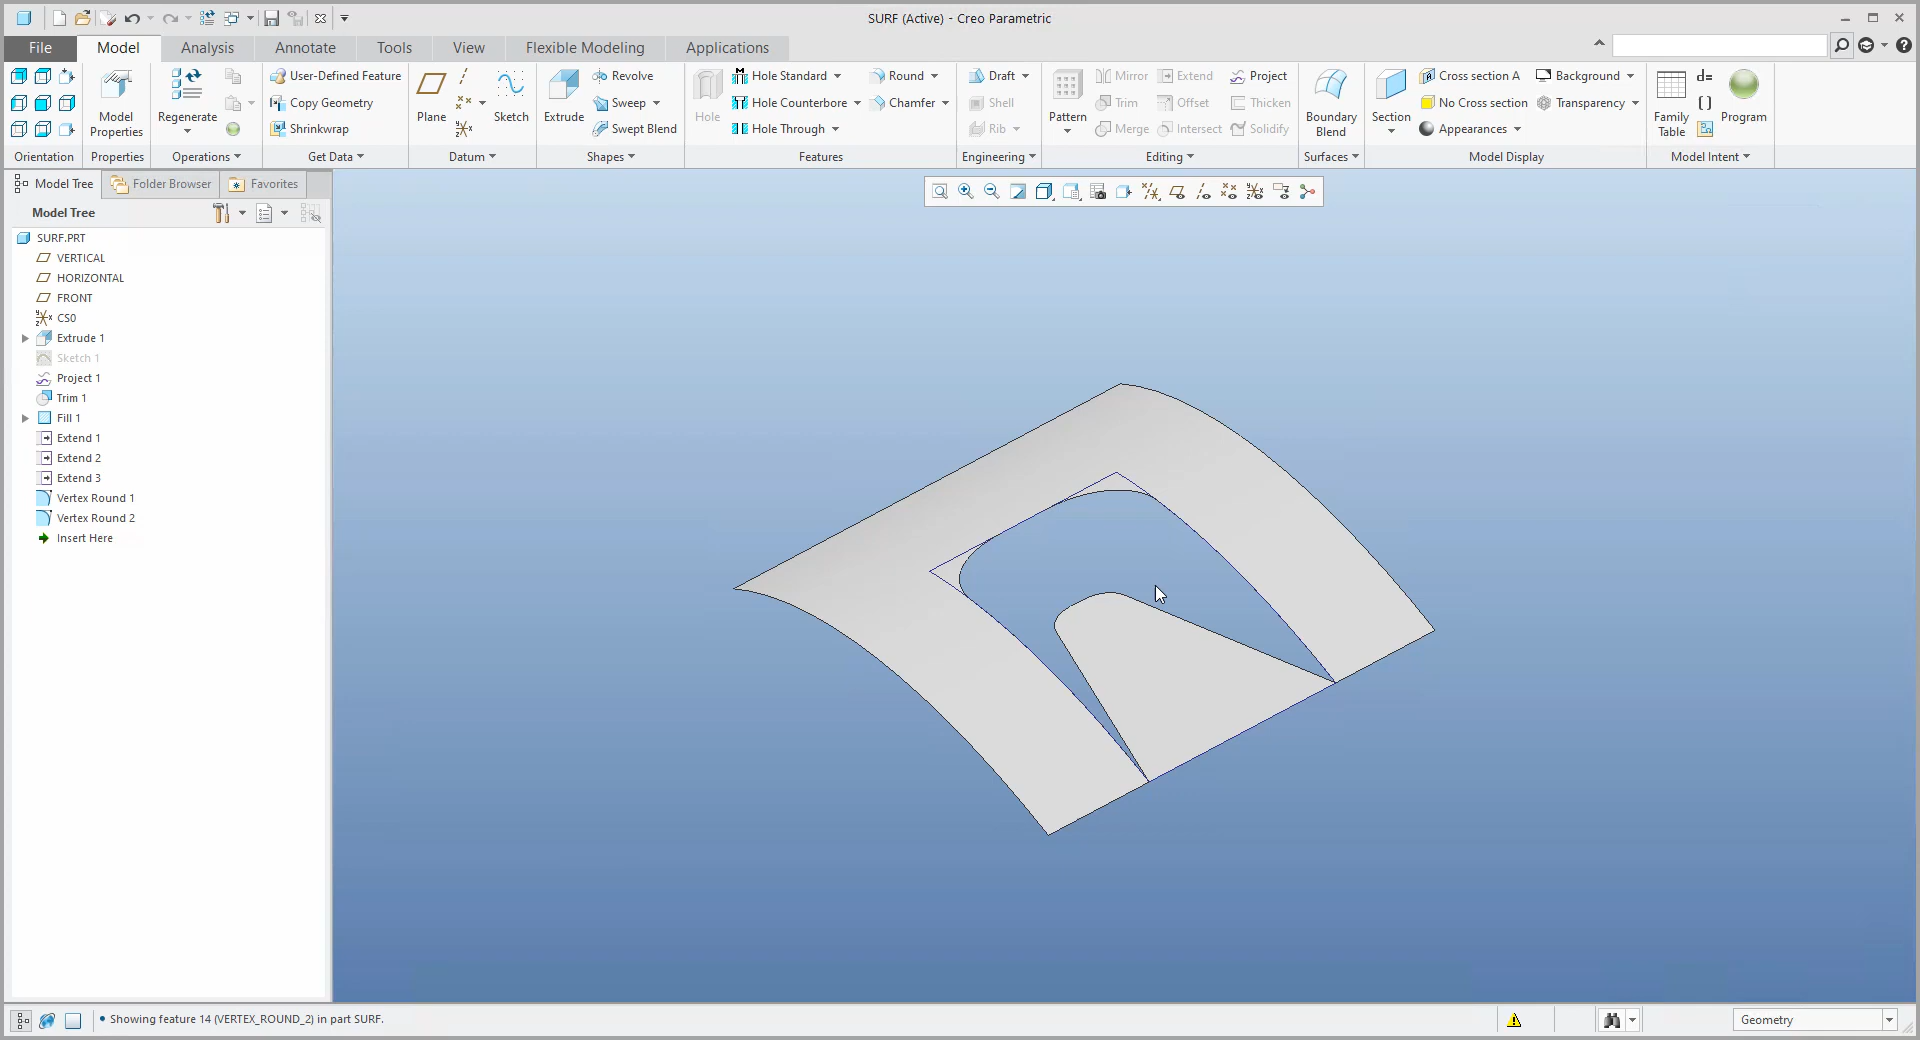 SURF (Active) - Creo Parametric
File Model Analysis Annotate Tools View Flexible Modeling Applications
Model Properties
Regenerate
User-Defined Feature
Copy Geometry
Shrinkwrap
Plane
Sketch
Extrude
Revolve
Sweep
Swept Blend
Hole
Hole Standard
Hole Counterbore
Hole Through
Round
Chamfer
Draft
Shell
Rib
Pattern
Mirror
Trim
Merge
Extend
Offset
Intersect
Project
Thicken
Solidify
Boundary Blend
Section
Cross section A
No Cross section
Appearances
Background
Transparency
Family Table
d=
[ ]
Program
Orientation Properties Operations Get Data Datum Shapes Features Engineering Editing Surfaces Model Display Model Intent
Model Tree Folder Browser Favorites
Model Tree
SURF.PRT
VERTICAL
HORIZONTAL
FRONT
CS0
Extrude 1
Sketch 1
Project 1
Trim 1
Fill 1
Extend 1
Extend 2
Extend 3
Vertex Round 1
Vertex Round 2
Insert Here
• Showing feature 14 (VERTEX_ROUND_2) in part SURF.
Geometry